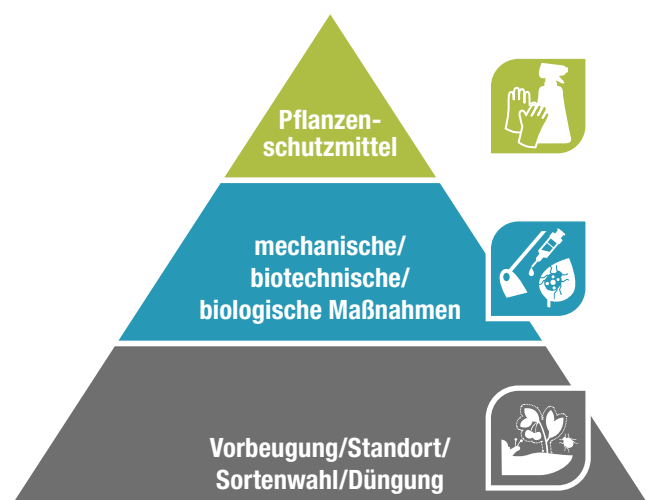 Pflanzen-
schutzmittel
mechanische/
biotechnische/
biologische Maßnahmen
Vorbeugung/Standort/
Sortenwahl/Düngung